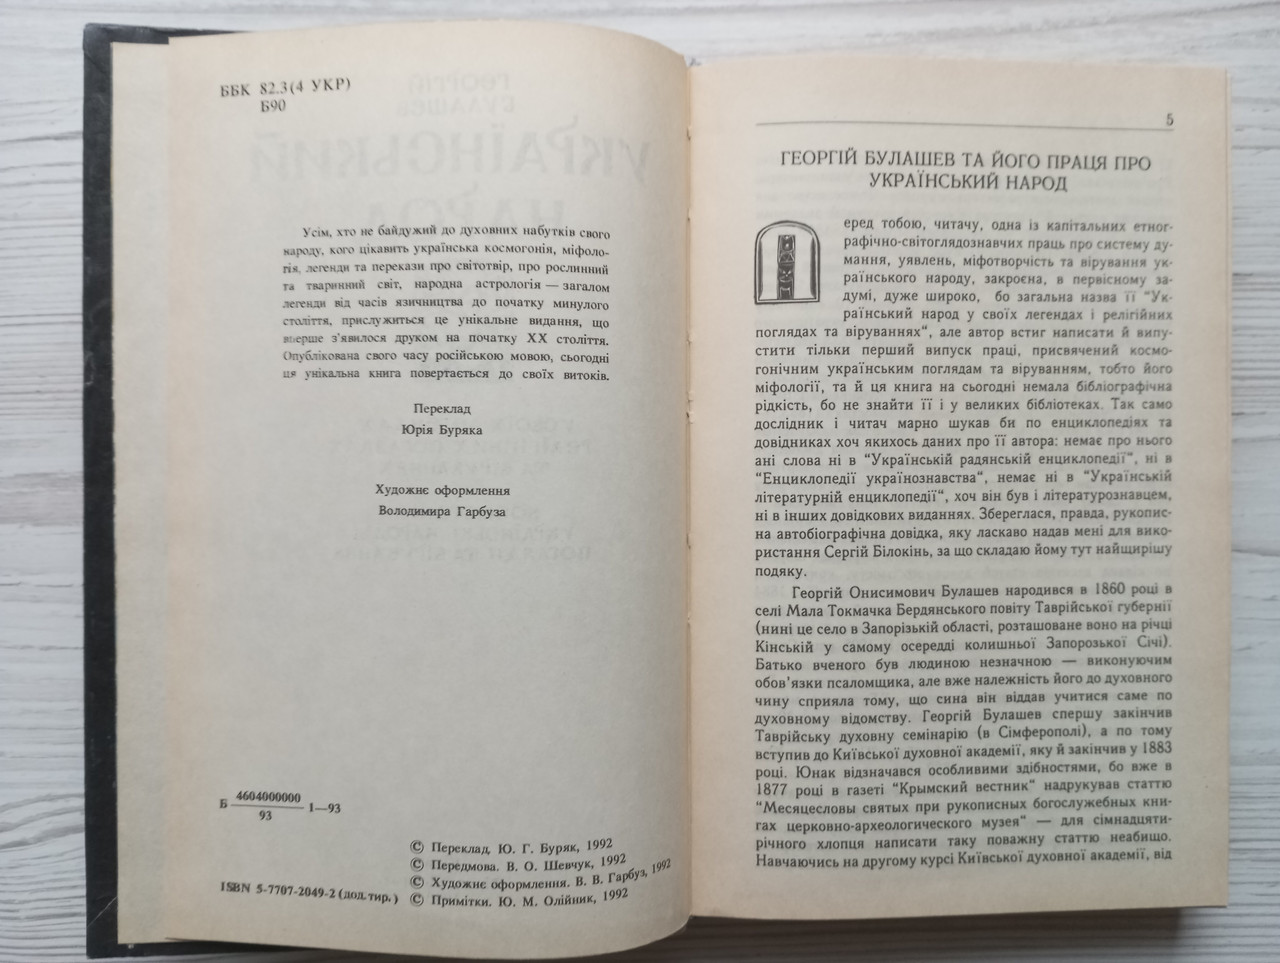 ББК 82.3(4 УКР)
Б90
Усім, хто не байдужий до духовних набутків свого
народу, кого цікавить українська космогонія, міфоло-
гія, легенди та перекази про світотвір, про рослинний
та тваринний світ, народна астрологія — загалом
легенди від часів язичництва до початку минулого
століття, прислужиться це унікальне видання, що
вперше з'явилося друком на початку XX століття.
Опублікована свого часу російською мовою, сьогодні
ця унікальна книга повертається до своїх витоків.
Переклад
Юрія Буряка
Художнє оформлення
Володимира Гарбуза
Б 4604000000 1—93
93
© Переклад, Ю. Г. Буряк, 1992
© Передмова. В. О. Шевчук, 1992
© Художнє оформлення. В. В. Гарбуз, 1992
ISBN 5-7707-2049-2 (дод. тир.) © Примітки. Ю. М. Олійник, 1992
5
ГЕОРГІЙ БУЛАШЕВ ТА ЙОГО ПРАЦЯ ПРО
УКРАЇНСЬКИЙ НАРОД
Перед тобою, читачу, одна із капітальних етног-
рафічно-світоглядознавчих праць про систему ду-
мання, уявлень, міфотворчість та вірування ук-
раїнського народу, закроєна, в первісному за-
думі, дуже широко, бо загальна назва її "Ук-
раїнський народ у своїх легендах і релігійних
поглядах та віруваннях", але автор встиг написати й випу-
стити тільки перший випуск праці, присвячений космо-
гонічним українським поглядам та віруванням, тобто його
міфології, та й ця книга на сьогодні немала бібліографічна
рідкість, бо не знайти її і у великих бібліотеках. Так само
дослідник і читач марно шукав би по енциклопедіях та
довідниках хоч якихось даних про її автора: немає про нього
ані слова ні в "Українській радянській енциклопедії", ні в
"Енциклопедії українознавства", немає ні в "Українській
літературній енциклопедії", хоч він був і літературознавцем,
ні в інших довідкових виданнях. Збереглася, правда, рукопис-
на автобіографічна довідка, яку ласкаво надав мені для вико-
ристання Сергій Білокінь, за що складаю йому тут найщирішу
подяку.
Георгій Онисимович Булашев народився в 1860 році в
селі Мала Токмачка Бердянського повіту Таврійської губернії
(нині це село в Запорізькій області, розташоване воно на річці
Кінській у самому осередді колишньої Запорозької Січі).
Батько вченого був людиною незначною — виконуючим
обов'язки псаломщика, але вже належність його до духовного
чину сприяла тому, що сина він віддав учитися саме по
духовному відомству. Георгій Булашев спершу закінчив
Таврійську духовну семінарію (в Сімферополі), а по тому
вступив до Київської духовної академії, яку й закінчив у 1883
році. Юнак відзначався особливими здібностями, бо вже в
1877 році в газеті "Крымский вестник" надрукував статтю
"Месяцесловы святых при рукописных богослужебных кни-
гах церковно-археологического музея" — для сімнадцяти-
річного хлопця написати таку поважну статтю неабищо.
Навчаючись на другому курсі Київської духовної академії, від